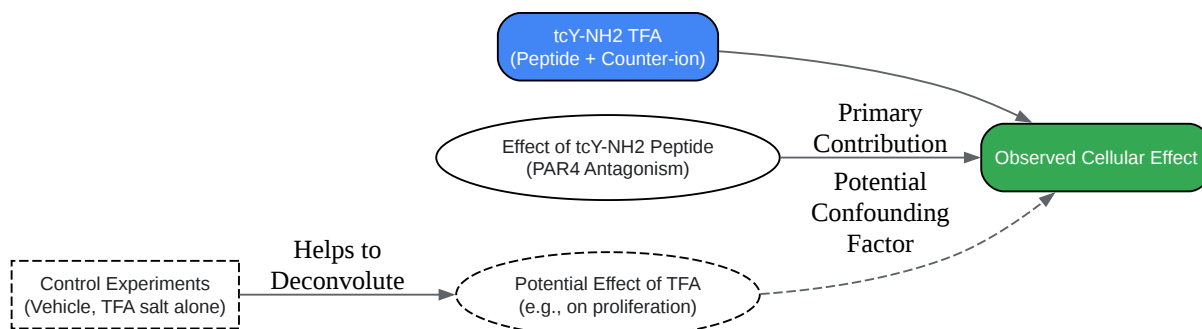 tcY-NH2 TFA
(Peptide + Counter-ion)
Effect of tcY-NH2 Peptide
(PAR4 Antagonism)
Primary
Contribution
Observed Cellular Effect
Potential
Confounding
Factor
Control Experiments
(Vehicle, TFA salt alone)
Helps to
Deconvolute
Potential Effect of TFA
(e.g., on proliferation)